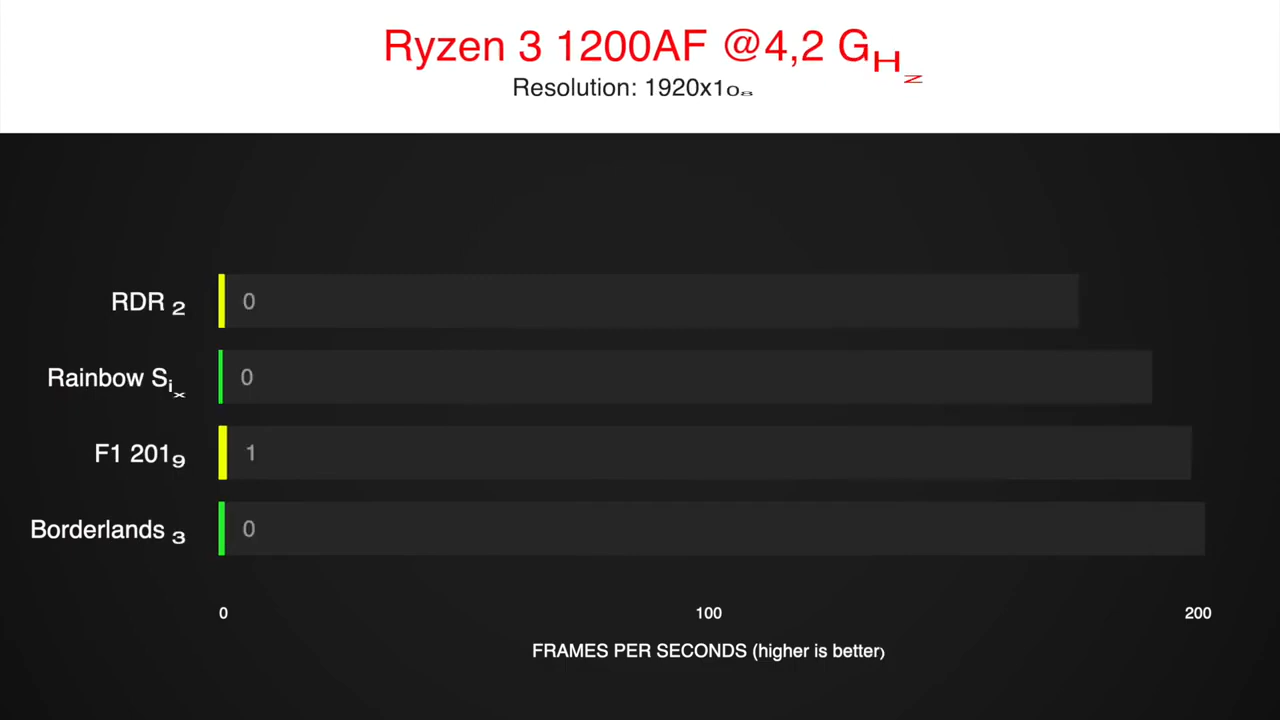 Ryzen 3 1200AF @4,2 GHz
Resolution: 1920x108
RDR 2
0
Rainbow Six
0
F1 2019
1
Borderlands 3
0
0 100 200
FRAMES PER SECONDS (higher is better)